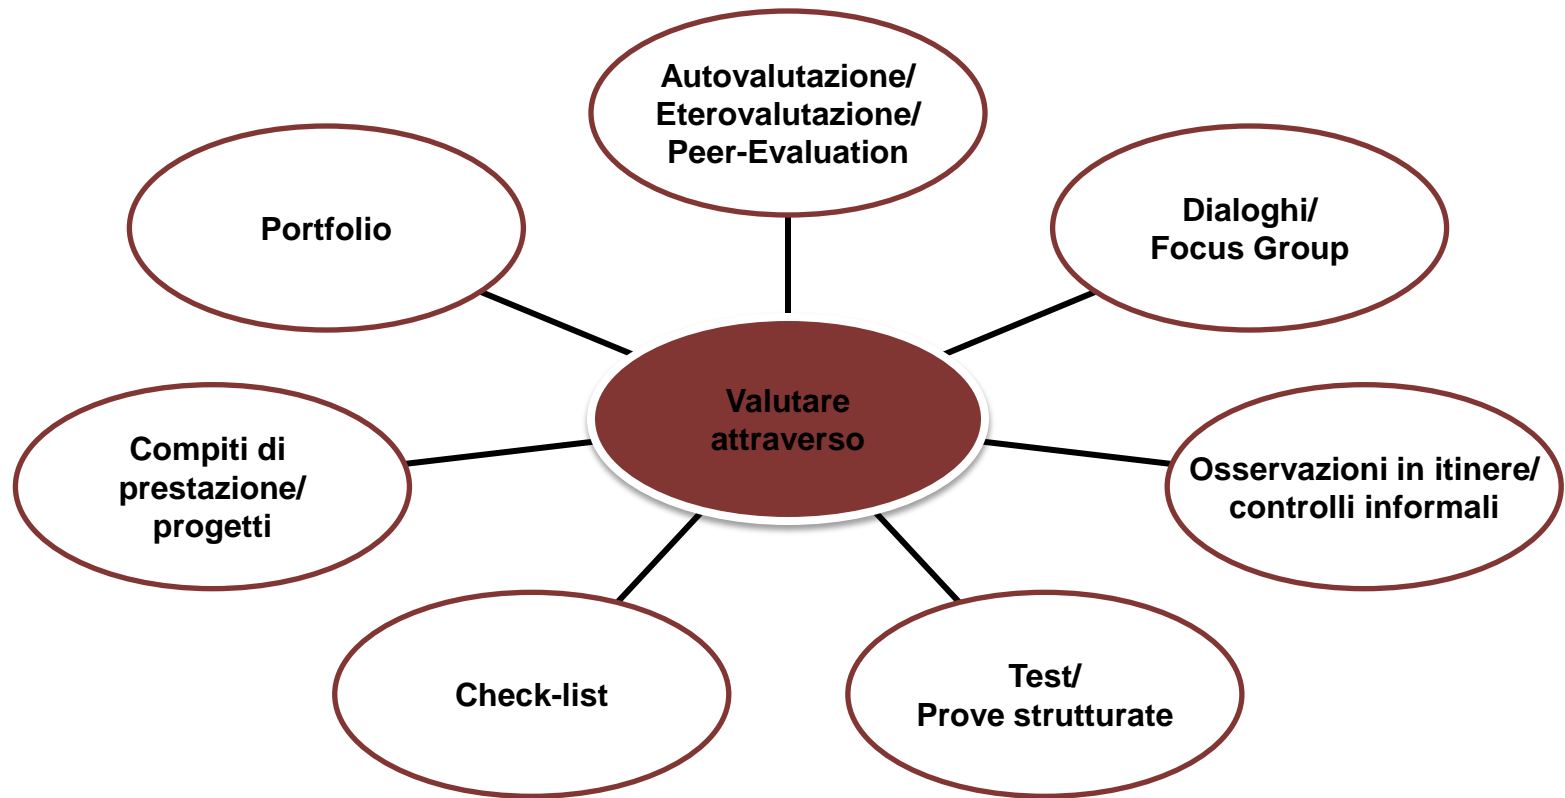 Autovalutazione/
Eterovalutazione/
Peer-Evaluation
Portfolio
Dialoghi/
Focus Group
Valutare
attraverso
Compiti di
prestazione/
progetti
Osservazioni in itinere/
controlli informali
Check-list
Test/
Prove strutturate